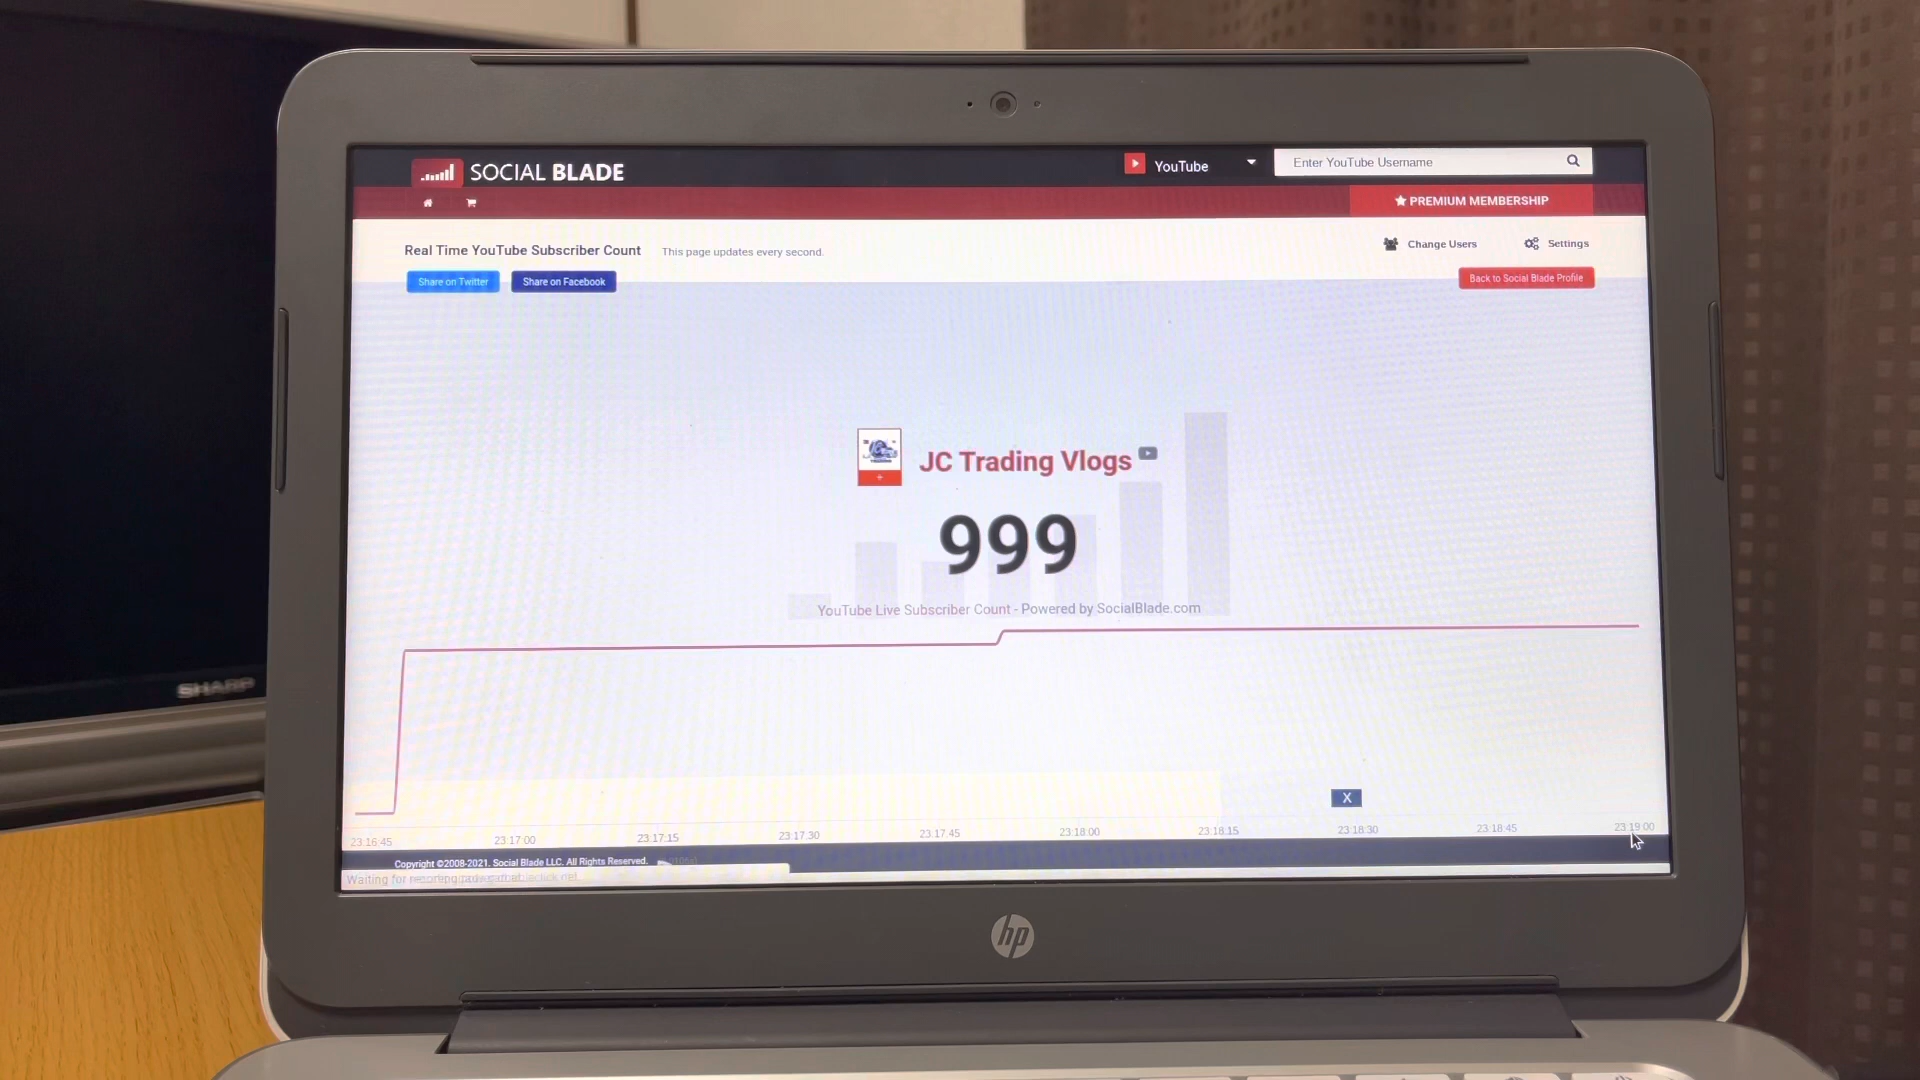 SOCIAL BLADE
YouTube
Enter YouTube Username
PREMIUM MEMBERSHIP
Real Time YouTube Subscriber Count
This page updates every second.
Change Users
Settings
Share on Twitter
Share on Facebook
Back to Social Blade Profile
JC Trading Vlogs
999
YouTube Live Subscriber Count - Powered by SocialBlade.com
X
23:16:45 23:17:00 23:17:15 23:17:30 23:17:45 23:18:00 23:18:15 23:18:30 23:18:45 23:19:00
Copyright ©2008-2021. Social Blade LLC. All Rights Reserved.
Waiting for
SHARP
hp